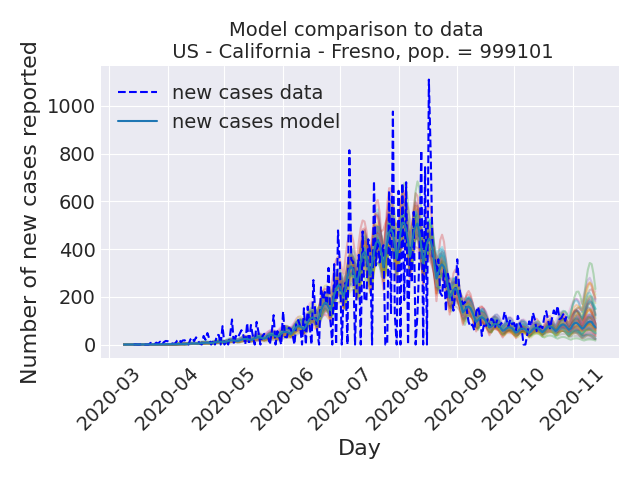 Model comparison to data
US - California - Fresno, pop. = 999101
Number of new cases reported
new cases data
new cases model
1000
800
600
400
200
0
2020-03
2020-04
2020-05
2020-06
2020-07
2020-08
2020-09
2020-10
2020-11
Day